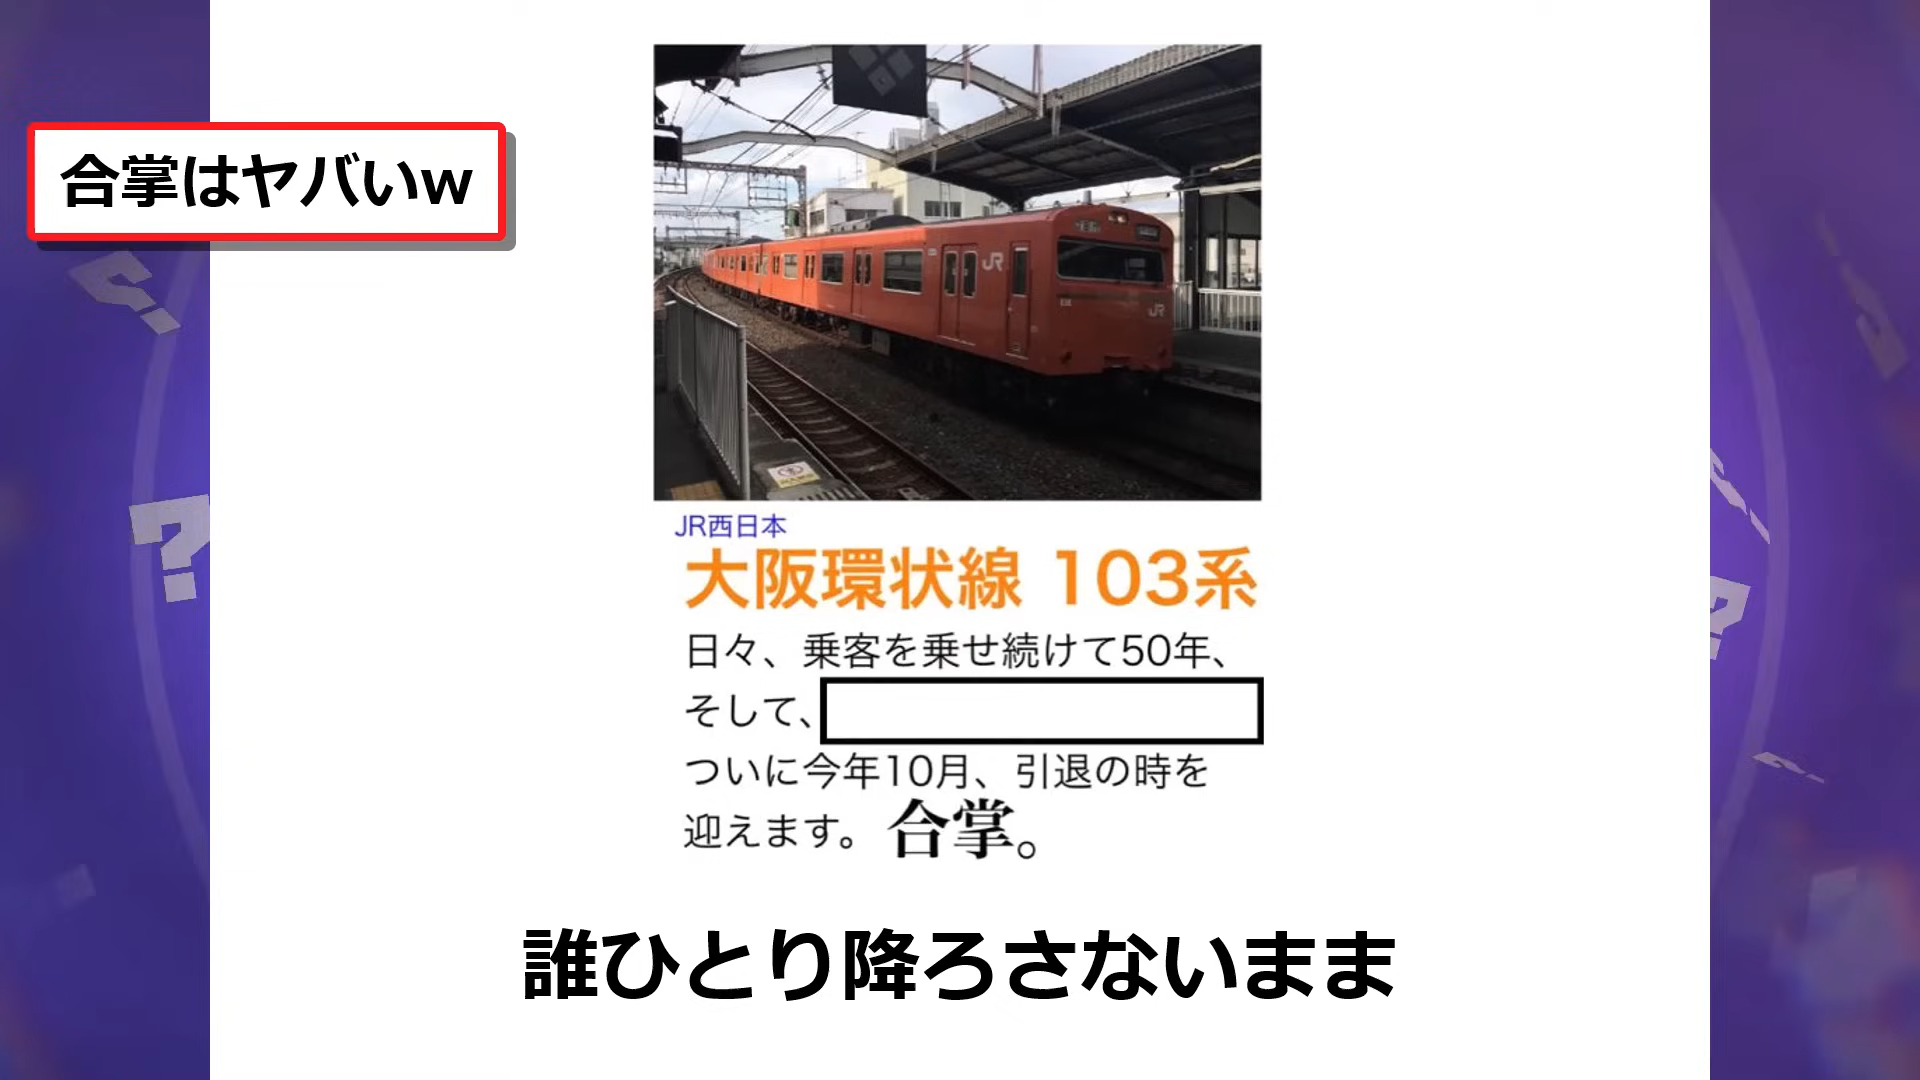 合掌はヤバいw
JR
JR
JR西日本
大阪環状線 103系
日々、乗客を乗せ続けて50年、
そして、
ついに今年10月、引退の時を
迎えます。合掌。
誰ひとり降ろさないまま